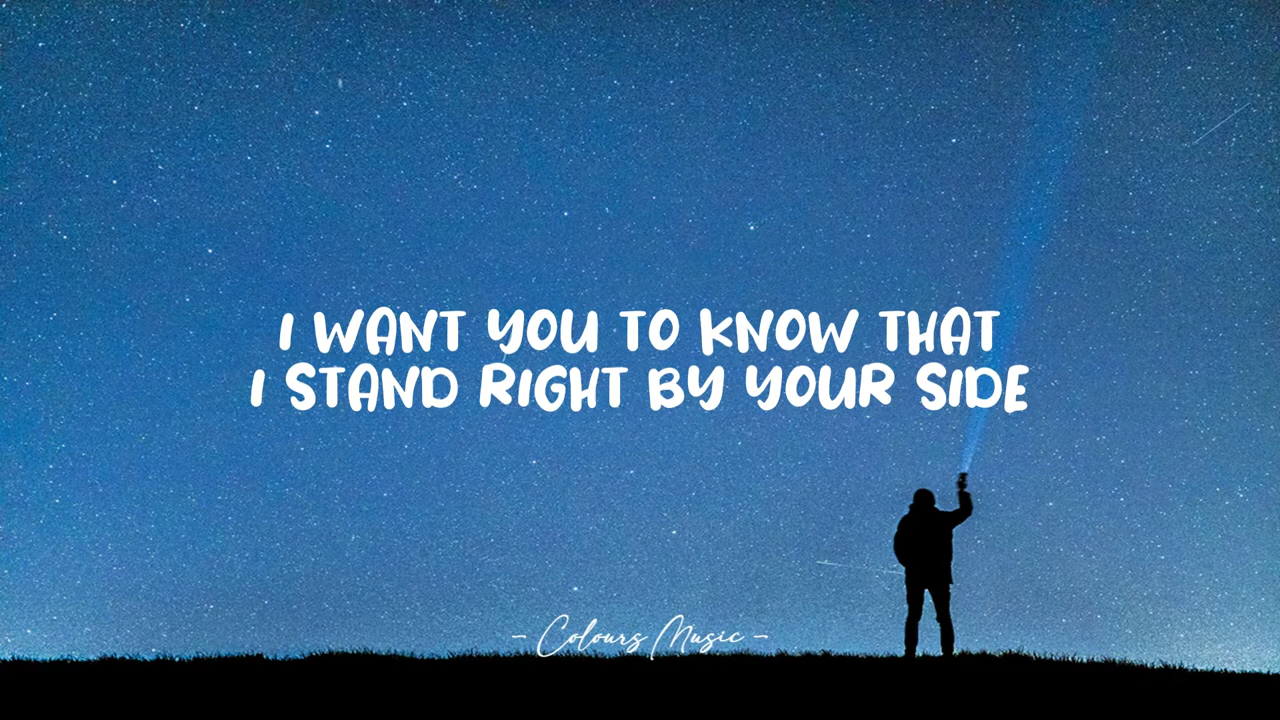 I WANT YOU TO KNOW THAT
I STAND RIGHT BY YOUR SIDE
- Colours Music -